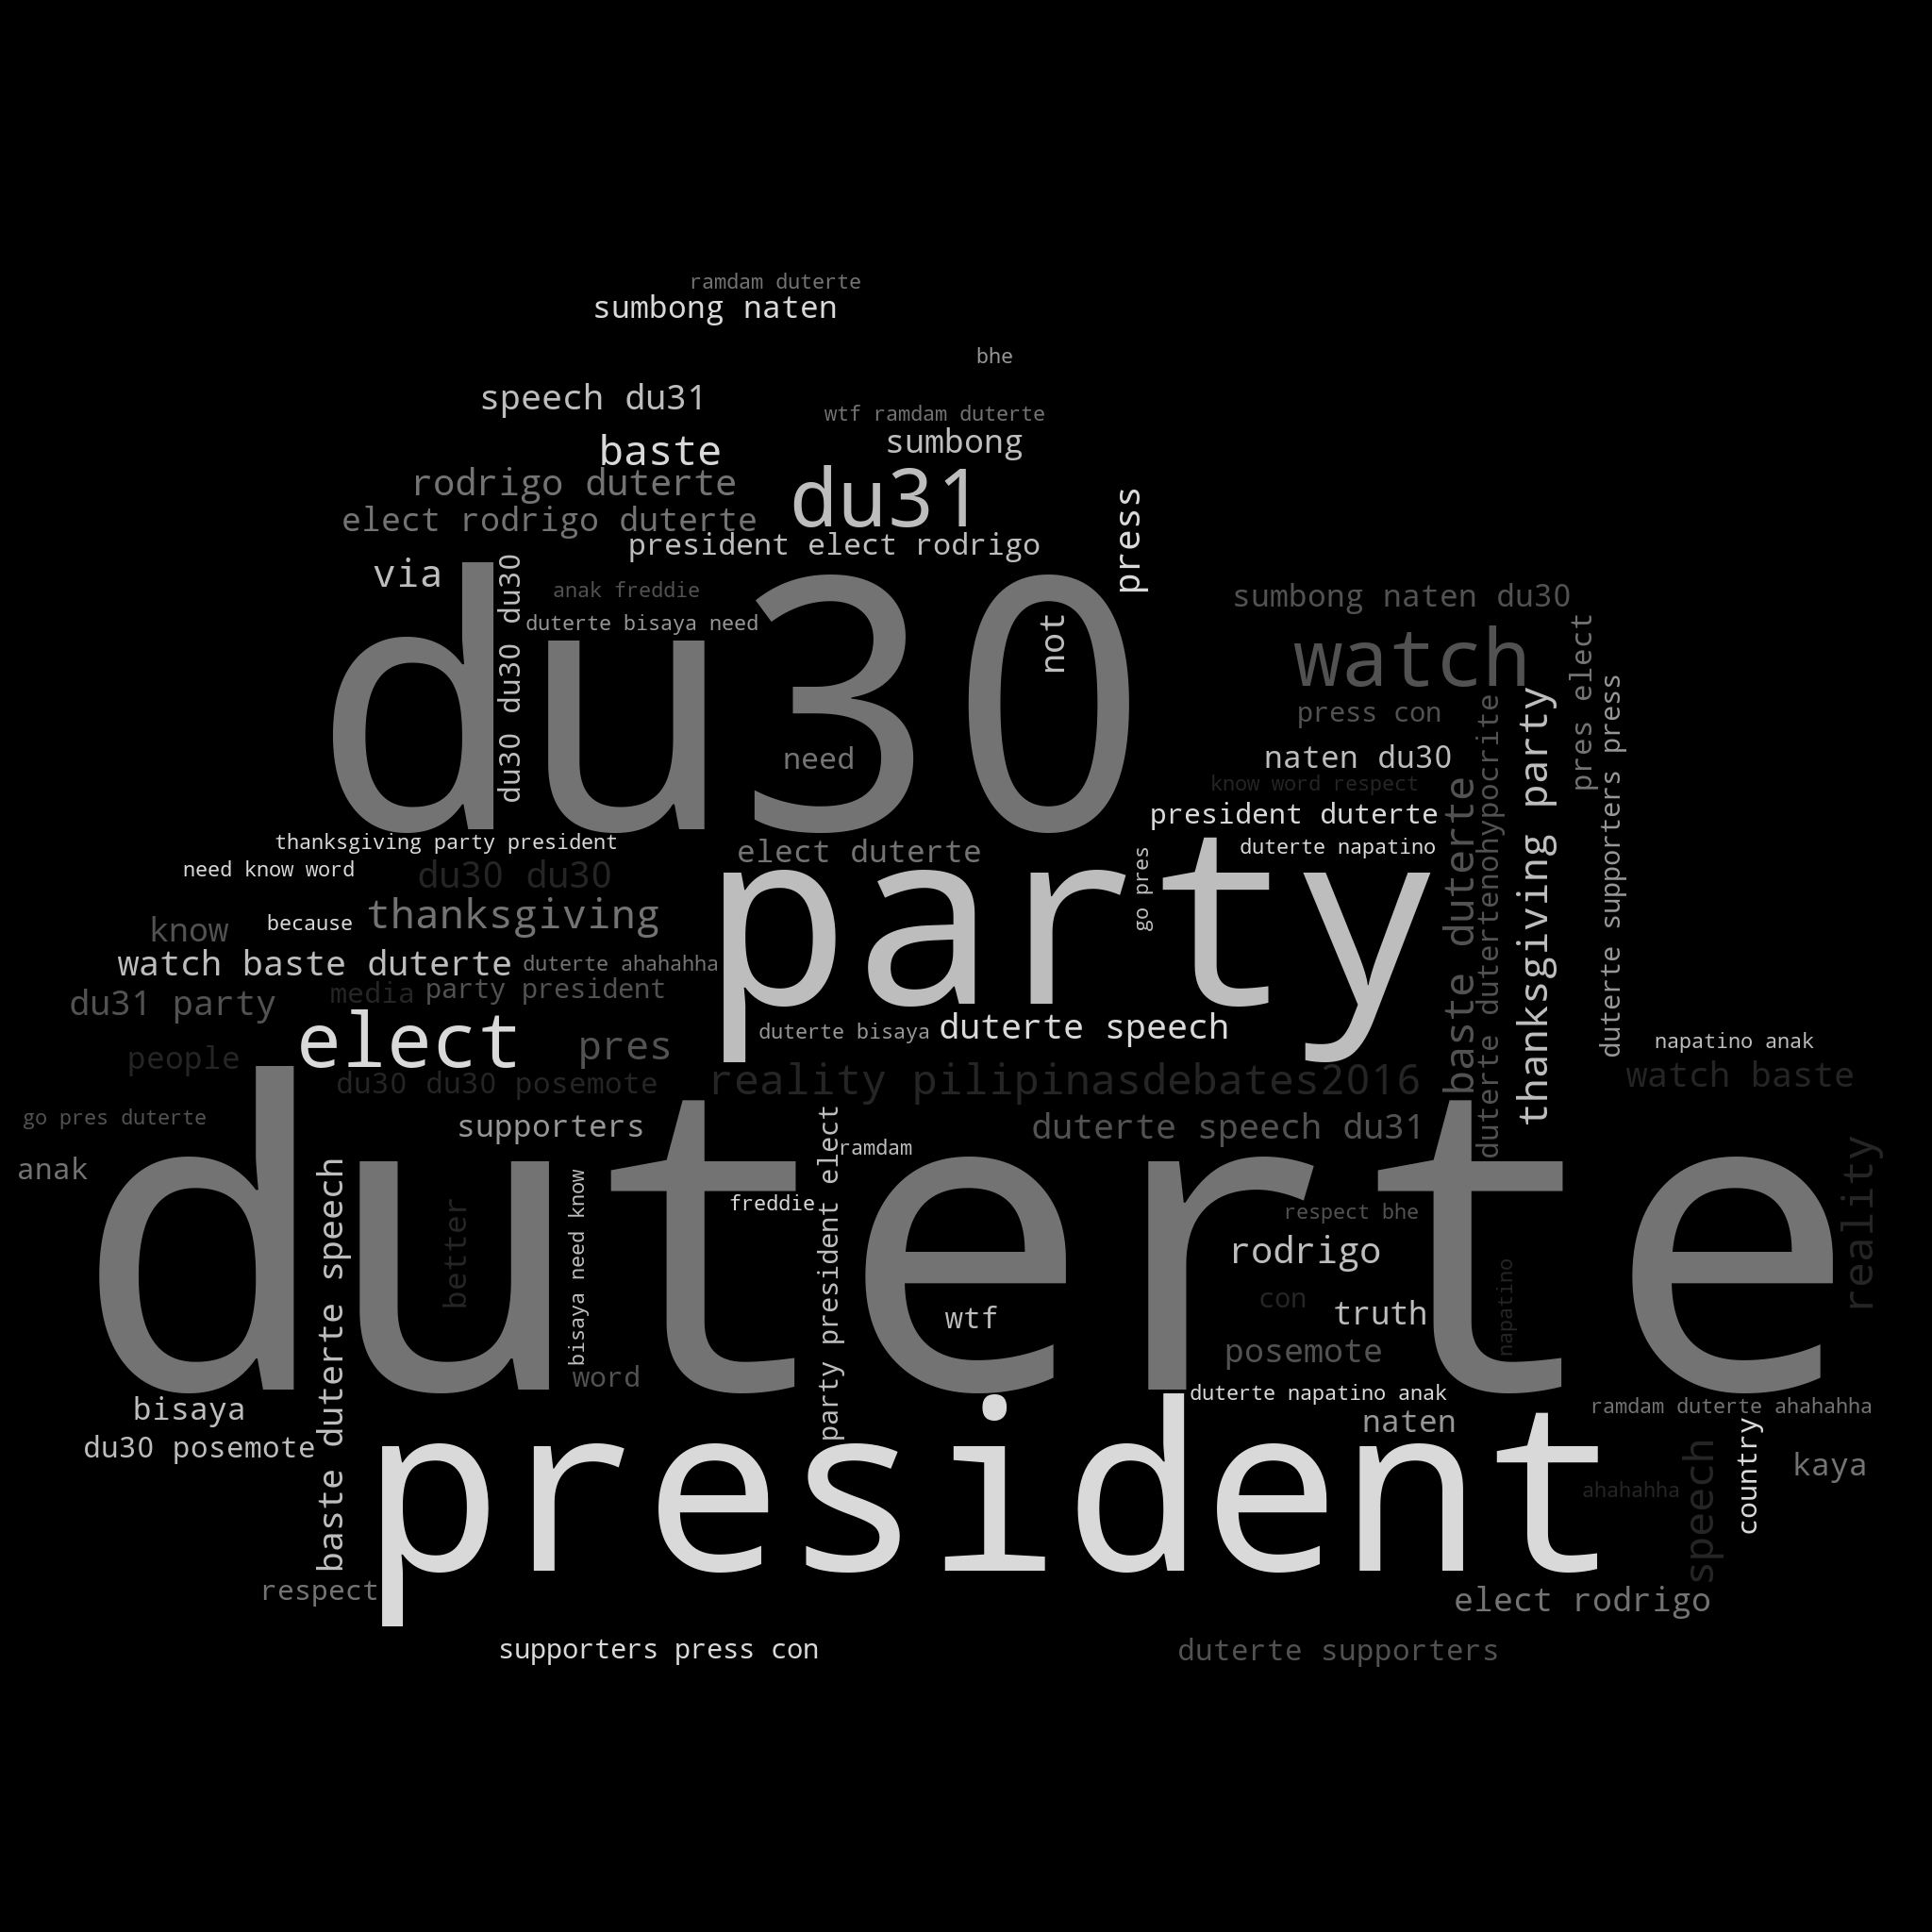 ramdam duterte
sumbong naten
bhe
speech du31
wtf ramdam duterte
sumbong
baste
rodrigo duterte
du31
press
elect rodrigo duterte
president elect rodrigo
via
du30 du30 du30
anak freddie
duterte bisaya need
du30
not
need
sumbong naten du30
watch
pres elect
press con
naten du30
know word respect
president duterte
duterte napatino
baste duterte
duterte dutertenohypocrite
thanksgiving party
duterte supporters press
thanksgiving party president
need know word
du30 du30
elect duterte
party
go pres
know
because
thanksgiving
watch baste duterte
duterte ahahahha
du31 party
media
party president
elect
pres
duterte bisaya
duterte speech
napatino anak
people
du30 du30 posemote
reality pilipinasdebates2016
watch baste
go pres duterte
supporters
duterte speech du31
anak
ramdam
duterte
baste duterte speech
better
bisaya need know
freddie
party president elect
respect bhe
rodrigo
reality
con
truth
wtf
napatino
posemote
word
duterte napatino anak
bisaya
naten
ramdam duterte ahahahha
du30 posemote
president
country
kaya
speech
ahahahha
respect
elect rodrigo
supporters press con
duterte supporters